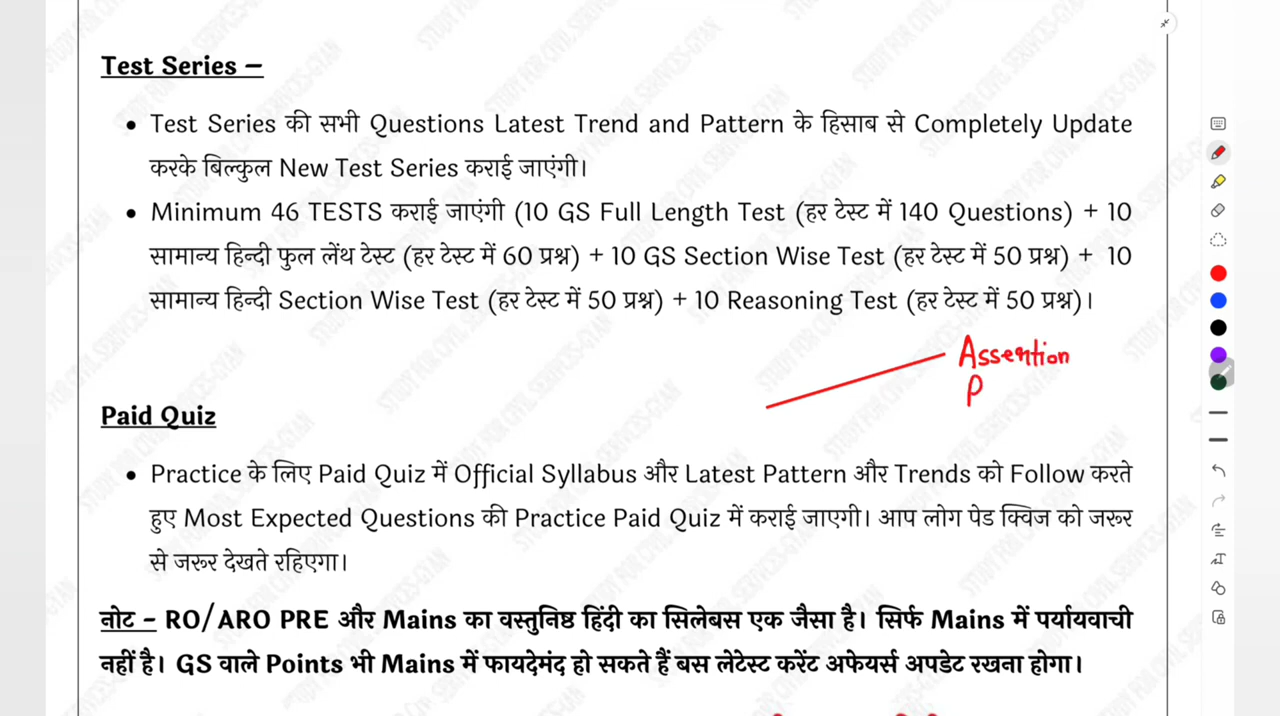 Test Series –
• Test Series की सभी Questions Latest Trend and Pattern के हिसाब से Completely Update
करके बिल्कुल New Test Series कराई जाएंगी।
• Minimum 46 TESTS कराई जाएंगी (10 GS Full Length Test (हर टेस्ट में 140 Questions) + 10
सामान्य हिन्दी फुल लेंथ टेस्ट (हर टेस्ट में 60 प्रश्न) + 10 GS Section Wise Test (हर टेस्ट में 50 प्रश्न) + 10
सामान्य हिन्दी Section Wise Test (हर टेस्ट में 50 प्रश्न) + 10 Reasoning Test (हर टेस्ट में 50 प्रश्न)।
Assertion
P
Paid Quiz
• Practice के लिए Paid Quiz में Official Syllabus और Latest Pattern और Trends को Follow करते
हुए Most Expected Questions की Practice Paid Quiz में कराई जाएगी। आप लोग पेड क्विज को जरूर
से जरूर देखते रहिएगा।
नोट – RO/ARO PRE और Mains का वस्तुनिष्ठ हिंदी का सिलेबस एक जैसा है। सिर्फ Mains में पर्यायवाची
नहीं है। GS वाले Points भी Mains में फायदेमंद हो सकते हैं बस लेटेस्ट करेंट अफेयर्स अपडेट रखना होगा।